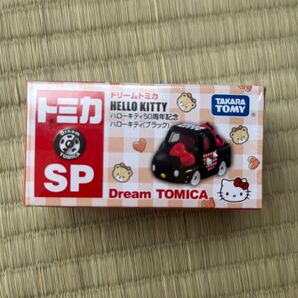 トミカ
Dream
TOMICA
SP
ドリームトミカ
HELLO KITTY
ハローキティ50周年記念
ハローキティ(ブラック)
TAKARA
TOMY
Dream TOMICA